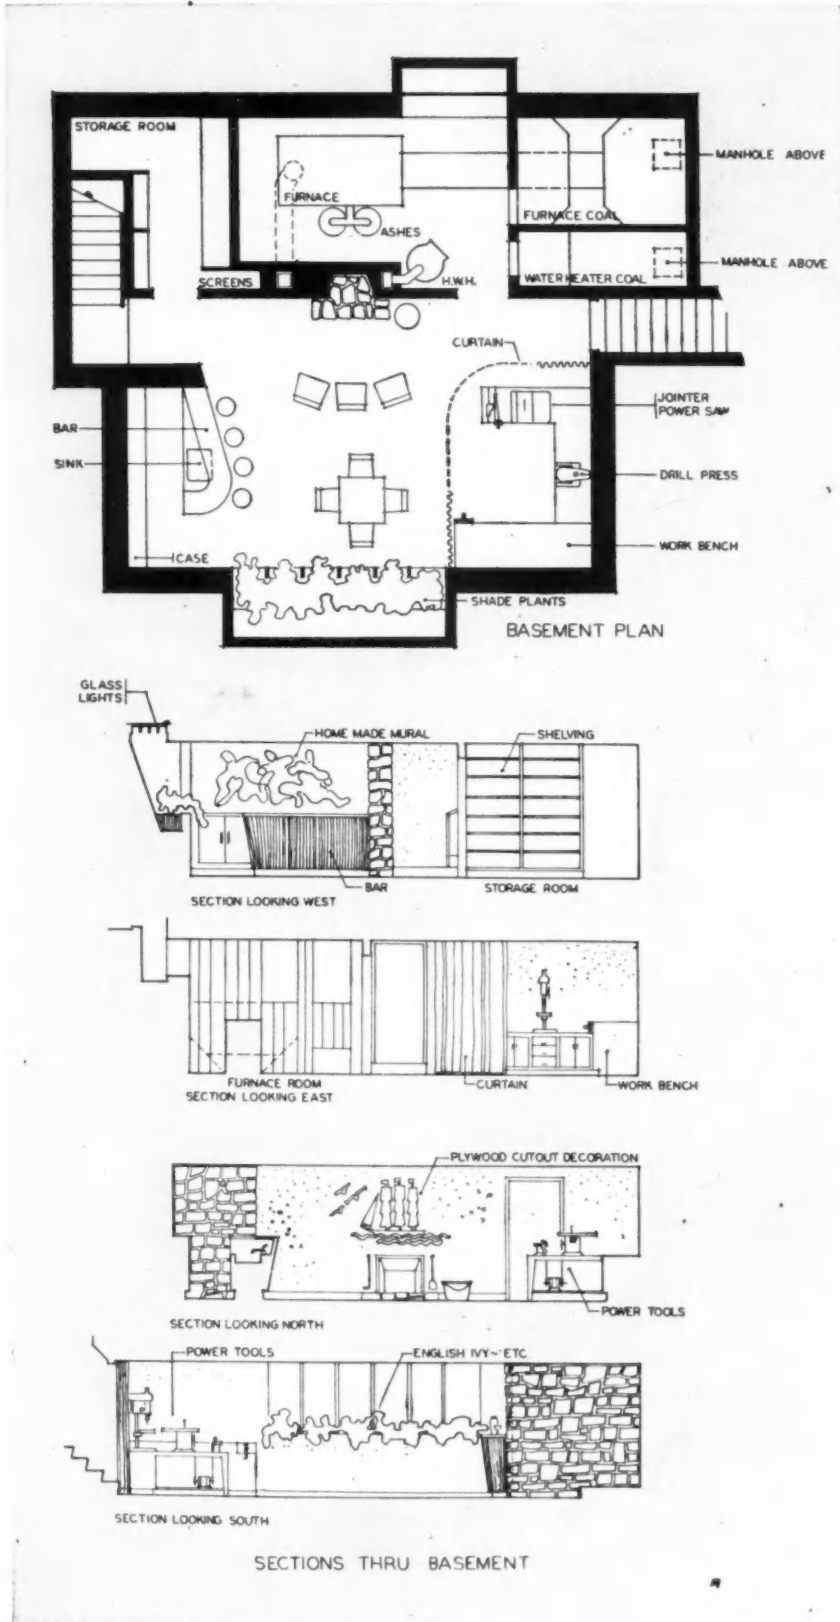 STORAGE ROOM
FURNACE
ASHES
SCREENS
H.W.H.
FURNACE COAL
WATER HEATER COAL
MANHOLE ABOVE
MANHOLE ABOVE
CURTAIN
JOINTER
POWER SAW
BAR
SINK
DRILL PRESS
WORK BENCH
CASE
SHADE PLANTS
BASEMENT PLAN
GLASS
LIGHTS
HOME MADE MURAL
SHELVING
BAR
STORAGE ROOM
SECTION LOOKING WEST
FURNACE ROOM
SECTION LOOKING EAST
CURTAIN
WORK BENCH
PLYWOOD CUTOUT DECORATION
POWER TOOLS
SECTION LOOKING NORTH
POWER TOOLS
ENGLISH IVY~ETC
SECTION LOOKING SOUTH
SECTIONS THRU BASEMENT